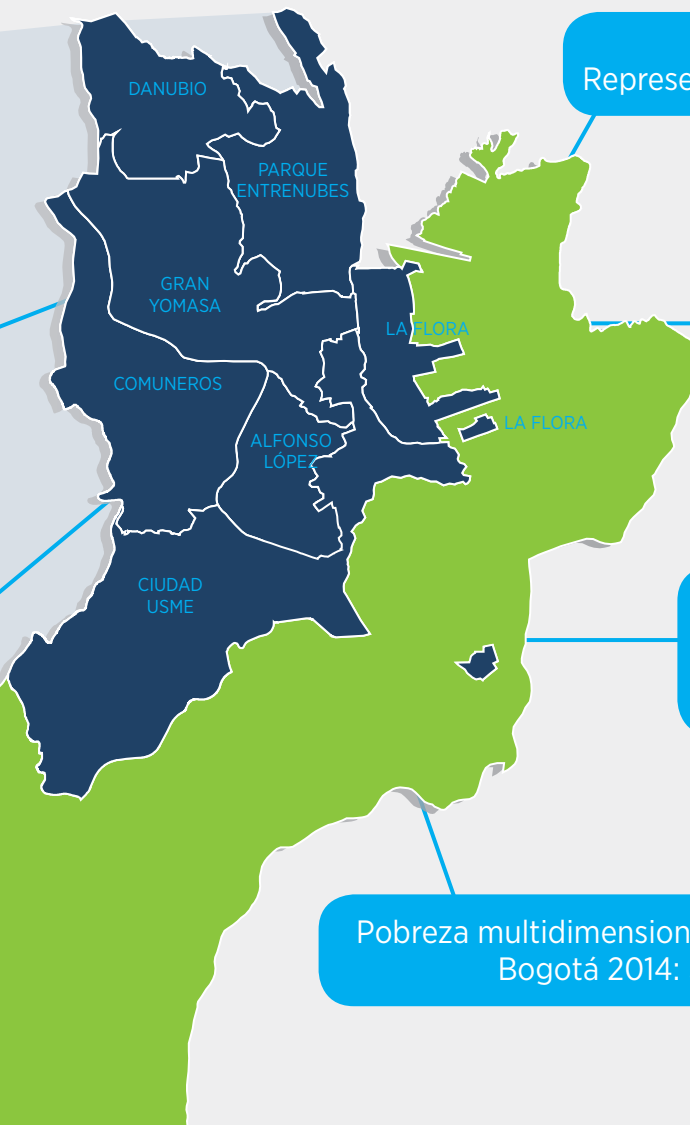 DANUBIO
Represe
PARQUE
ENTRENUBES
GRAN
YOMASA
LA FLORA
COMUNEROS
LA FLORA
ALFONSO
LÓPEZ
CIUDAD
USME
Pobreza multidimension
Bogotá 2014: